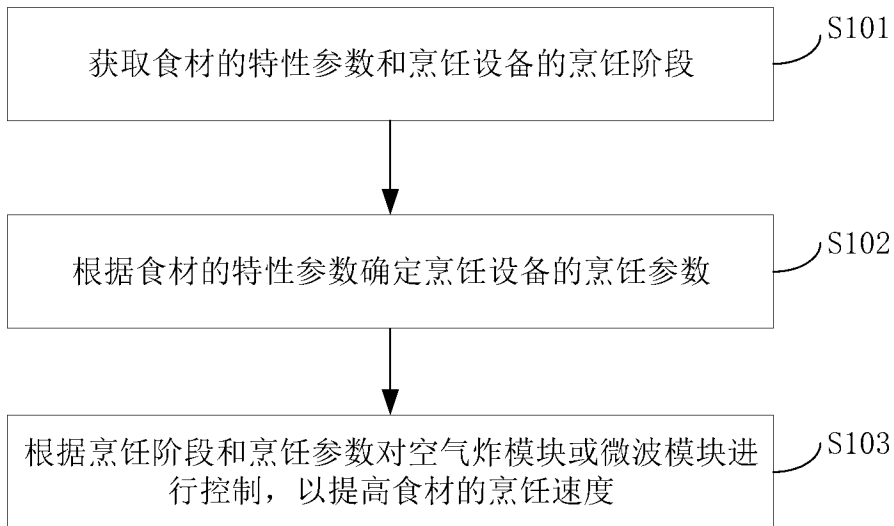 获取食材的特性参数和烹饪设备的烹饪阶段
S101
根据食材的特性参数确定烹饪设备的烹饪参数
S102
根据烹饪阶段和烹饪参数对空气炸模块或微波模块进
行控制，以提高食材的烹饪速度
S103